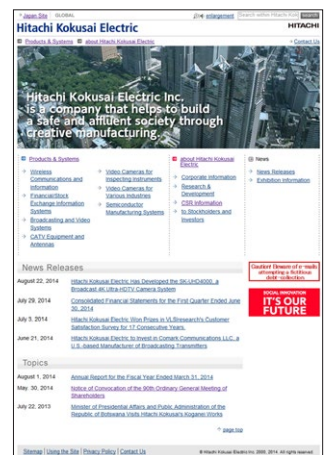 Japan Site | GLOBAL
enlargement
Search
Hitachi Kokusai Electric
HITACHI
Products & Systems
about Hitachi Kokusai Electric
Contact Us
Hitachi Kokusai Electric Inc.
is a company that helps to build
a safe and affluent society through
creative manufacturing.
Products & Systems
Wireless
Communications and
Information
Financial/Stock
Exchange Information
Systems
Broadcasting and Video
Systems
CATV Equipment and
Antennas
Video Cameras for
Inspecting Instruments
Video Cameras for
Various Industries
Semiconductor
Manufacturing Systems
about Hitachi Kokusai
Electric
Corporate Information
Research &
Development
CSR Information
to Stockholders and
Investors
News
News Releases
Exhibition Information
News Releases
August 22, 2014 Hitachi Kokusai Electric Has Developed the SK-UHD4000, a
Broadcast 4K Ultra-HDTV Camera System
July 29, 2014 Consolidated Financial Statements for the First Quarter Ended June
30, 2014
July 3, 2014 Hitachi Kokusai Electric Won Prizes in VLSIresearch's Customer
Satisfaction Survey for 17 Consecutive Years.
June 21, 2014 Hitachi Kokusai Electric to Invest in Comark Communications LLC, a
U.S.-based Manufacturer of Broadcasting Transmitters
Caution! Beware of e-mails
attempting a fictitious
debt-collection.
SOCIAL INNOVATION
IT'S OUR
FUTURE
Topics
August 1, 2014 Annual Report for the Fiscal Year Ended March 31, 2014
May. 30, 2014 Notice of Convocation of the 90th Ordinary General Meeting of
Shareholders
July 22, 2013 Minister of Presidential Affairs and Public Administration of the
Republic of Botswana Visits Hitachi Kokusai's Koganei Works
page top
Sitemap | Using the Site | Privacy Policy | Contact Us
© Hitachi Kokusai Electric Inc. 2000, 2014. All rights reserved.